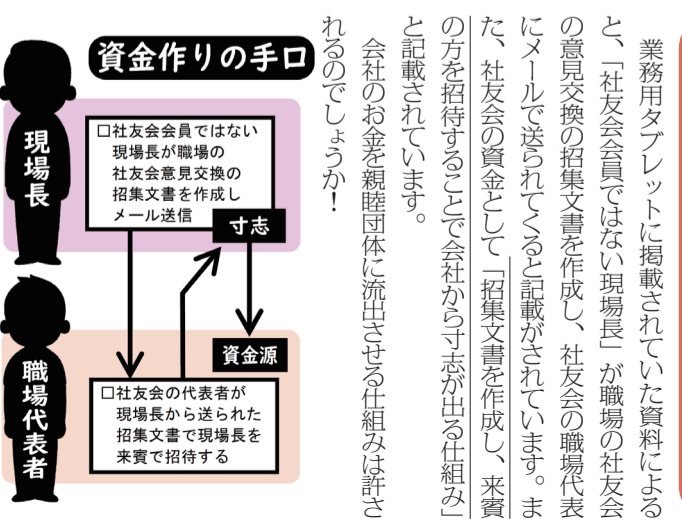 業務用タブレットに掲載されていた資料による
と、「社友会会員ではない現場長」が職場の社友会
の意見交換の招集文書を作成し、社友会の職場代表
にメールで送られてくると記載がされています。ま
た、社友会の資金として「招集文書を作成し、来賓
の方を招待することで会社から寸志が出る仕組み」
と記載されています。
会社のお金を親睦団体に流出させる仕組みは許さ
れるのでしょうか！
資金作りの手口
現場長
□社友会会員ではない
現場長が職場の
社友会意見交換の
招集文書を作成し
メール送信
寸志
資金源
職場代表者
□社友会の代表者が
現場長から送られた
招集文書で現場長を
来賓で招待する